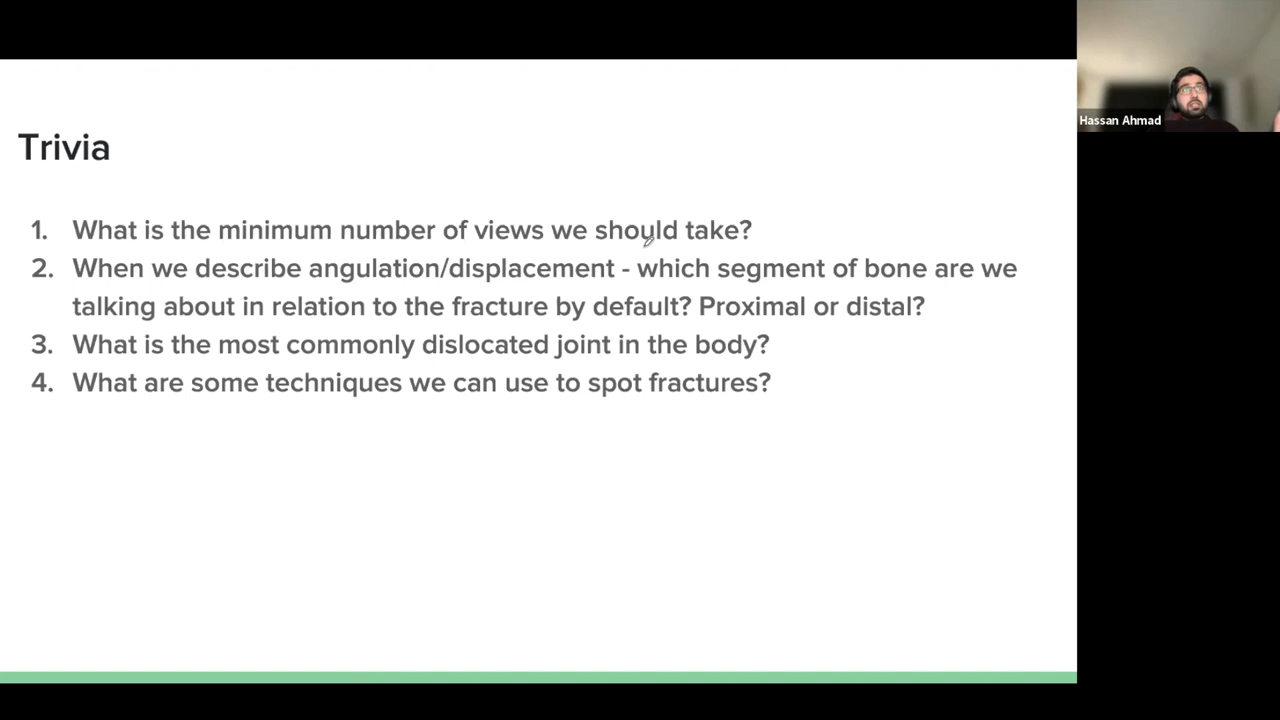 Trivia
1. What is the minimum number of views we should take?
2. When we describe angulation/displacement - which segment of bone are we
talking about in relation to the fracture by default? Proximal or distal?
3. What is the most commonly dislocated joint in the body?
4. What are some techniques we can use to spot fractures?
Hassan Ahmad